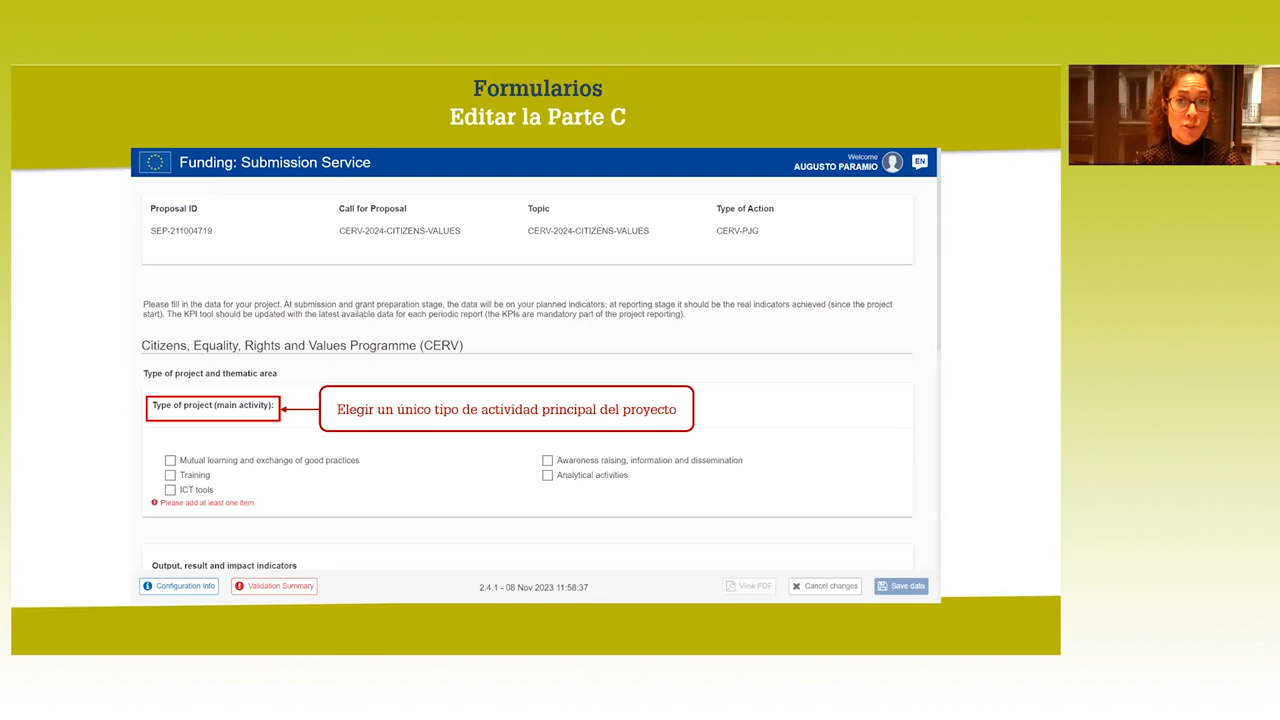 Formularios
Editar la Parte C
Funding: Submission Service
Welcome
AUGUSTO PARAMIO
EN
Proposal ID
Call for Proposal
Topic
Type of Action
SEP-211004719
CERV-2024-CITIZENS-VALUES
CERV-2024-CITIZENS-VALUES
CERV-PJG
Please fill in the data for your project. At submission and grant preparation stage, the data will be on your planned indicators; at reporting stage it should be the real indicators achieved (since the project
start). The KPI tool should be updated with the latest available data for each periodic report (the KPIs are mandatory part of the project reporting).
Citizens, Equality, Rights and Values Programme (CERV)
Type of project and thematic area
Type of project (main activity):
Elegir un único tipo de actividad principal del proyecto
Mutual learning and exchange of good practices
Awareness raising, information and dissemination
Training
Analytical activities
ICT tools
Please add at least one item.
Output, result and impact indicators
Configuration info
Validation Summary
2.4.1 - 08 Nov 2023 11:58:37
View PDF
Cancel changes
Save data